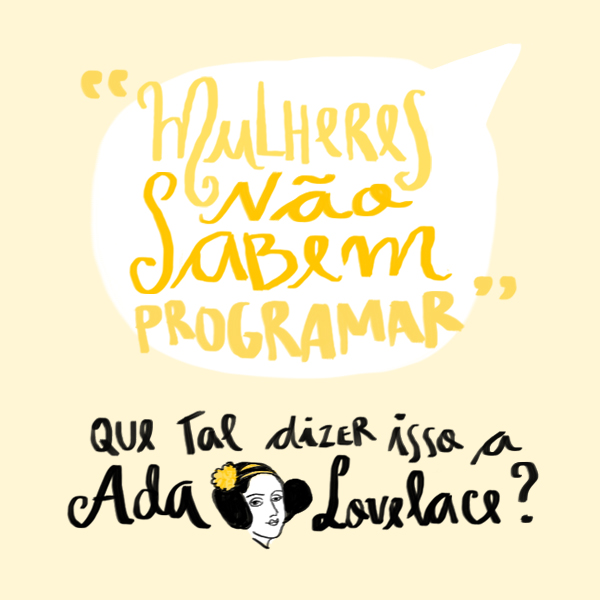 “Mulheres
Não
Sabem
Programar”
Que tal dizer isso a
Ada Lovelace?